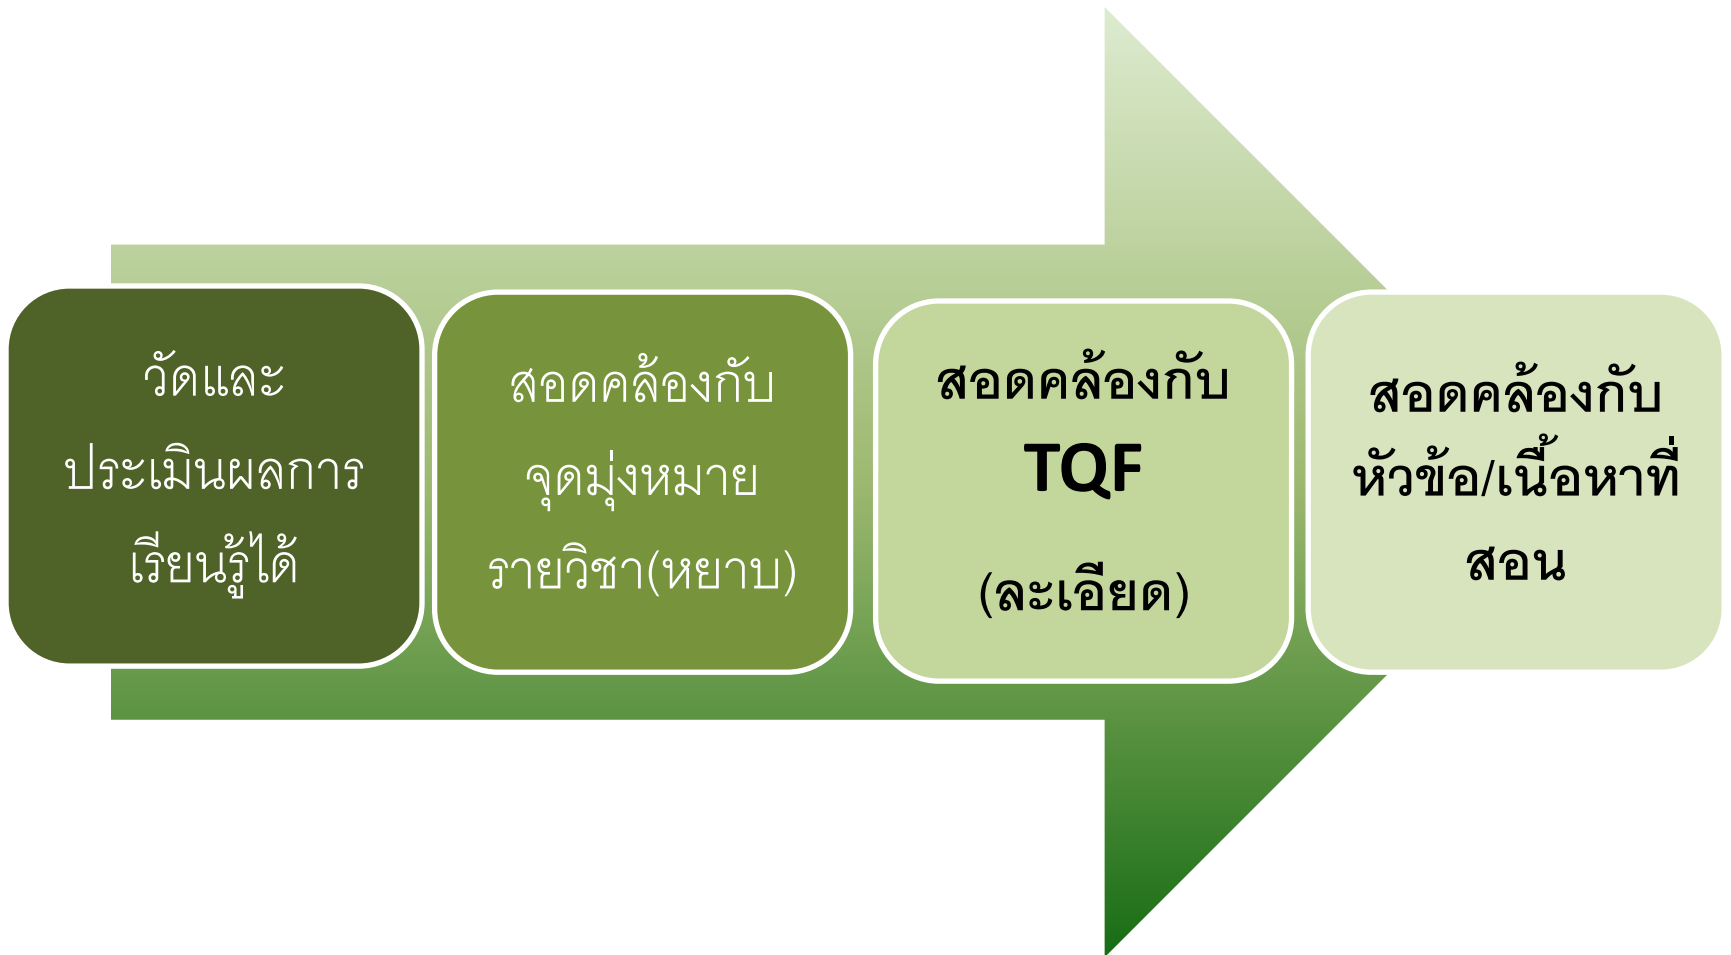 วัดและ
ประเมินผลการ
เรียนรู้ได้
สอดคล้องกับ
จุดมุ่งหมาย
รายวิชา(หยาบ)
สอดคล้องกับ
TQF
(ละเอียด)
สอดคล้องกับ
หัวข้อ/เนื้อหาที่
สอน